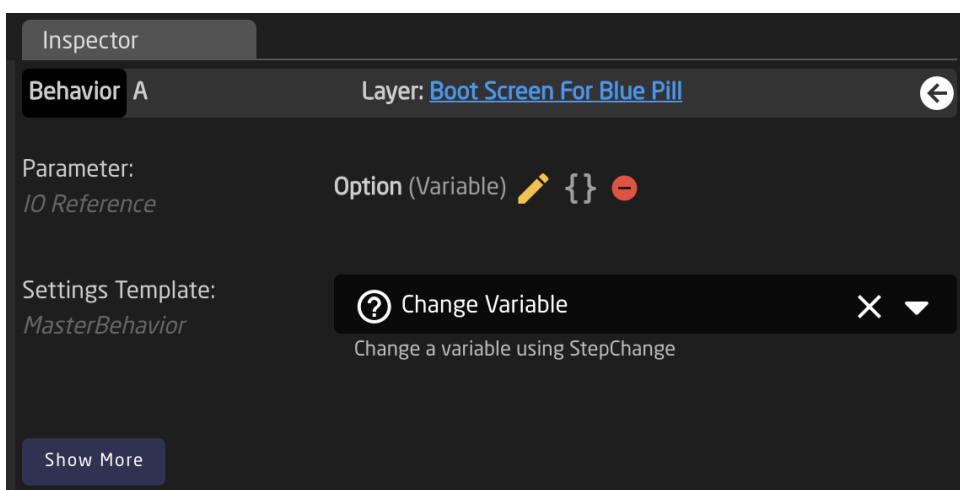 Inspector
Behavior A Layer: Boot Screen For Blue Pill
Parameter:
IO Reference
Option (Variable) {}
Settings Template:
MasterBehavior
Change Variable
Change a variable using StepChange
Show More